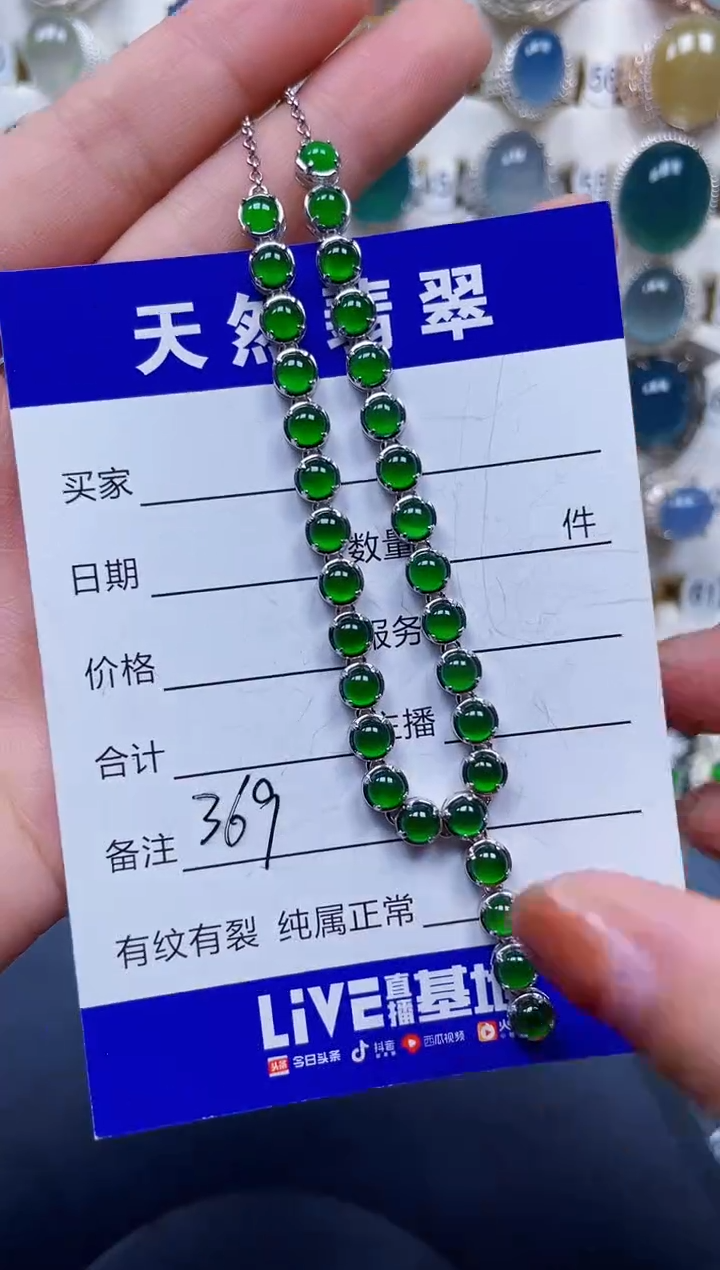 天然翡翠
买家
日期 数量 件
价格 服务
合计 主播
备注 369
有纹有裂 纯属正常
LiVE直播基地
头条 今日头条 抖音 西瓜视频 火